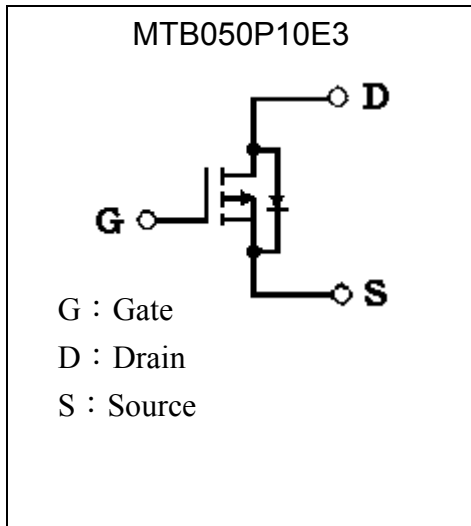 MTB050P10E3
D
G
S
G：Gate
D：Drain
S：Source